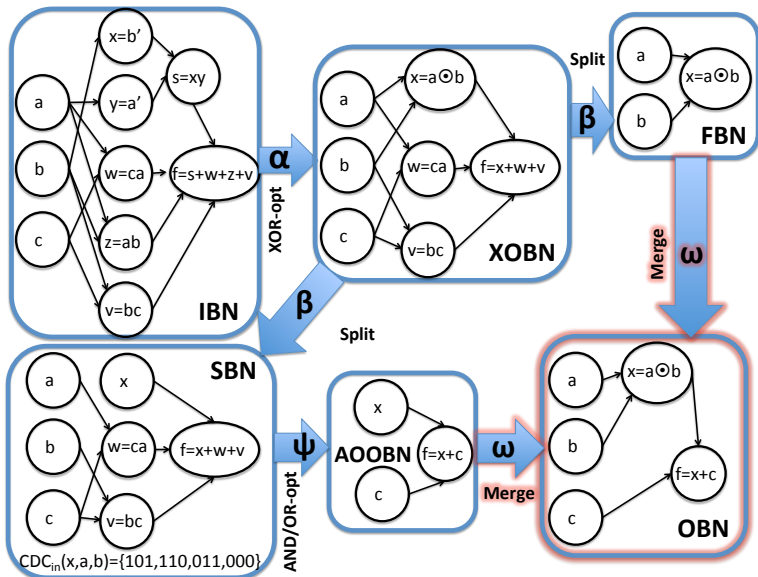 x=b’
a
y=a’
s=xy
b
w=ca
f=s+w+z+v
c
z=ab
v=bc
IBN
α
XOR-opt
a
x=a⊙b
b
w=ca
f=x+w+v
c
v=bc
XOBN
Split
β
a
x=a⊙b
b
FBN
Merge
ω
β
Split
SBN
a
x
b
w=ca
f=x+w+v
c
v=bc
CDCin(x,a,b)={101,110,011,000}
ψ
AND/OR-opt
x
AOOBN
f=x+c
c
ω
Merge
a
x=a⊙b
b
f=x+c
c
OBN